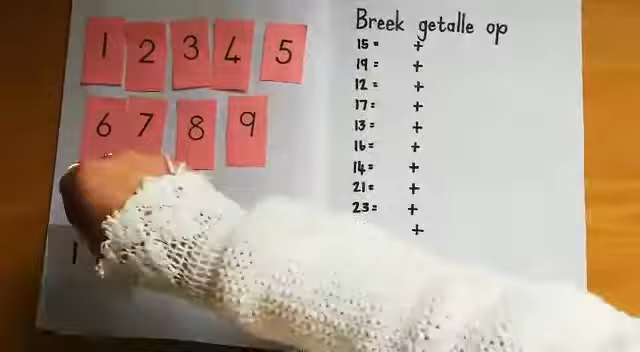 1 2 3 4 5
6 7 8 9
1
Breek getalle op
15 = +
19 = +
12 = +
17 = +
13 = +
16 = +
14 = +
21 = +
23 = +
+